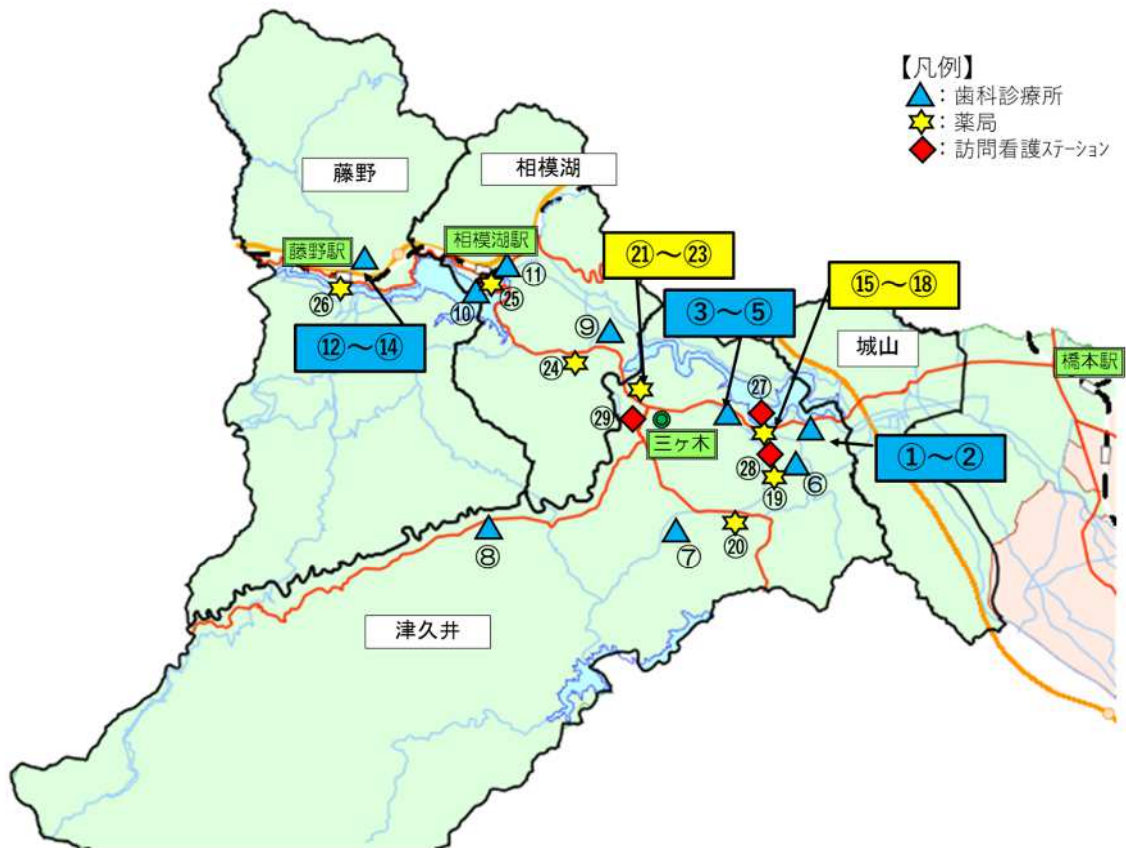 【凡例】
：歯科診療所
：薬局
：訪問看護ステーション
藤野
相模湖
藤野駅
相模湖駅
㉑～㉓
⑮～⑱
③～⑤
城山
橋本駅
⑪
㉖
⑩
㉕
⑨
⑫～⑭
㉔
㉗
㉙
三ヶ木
①～②
㉘
⑲
⑥
⑧
⑦
⑳
津久井